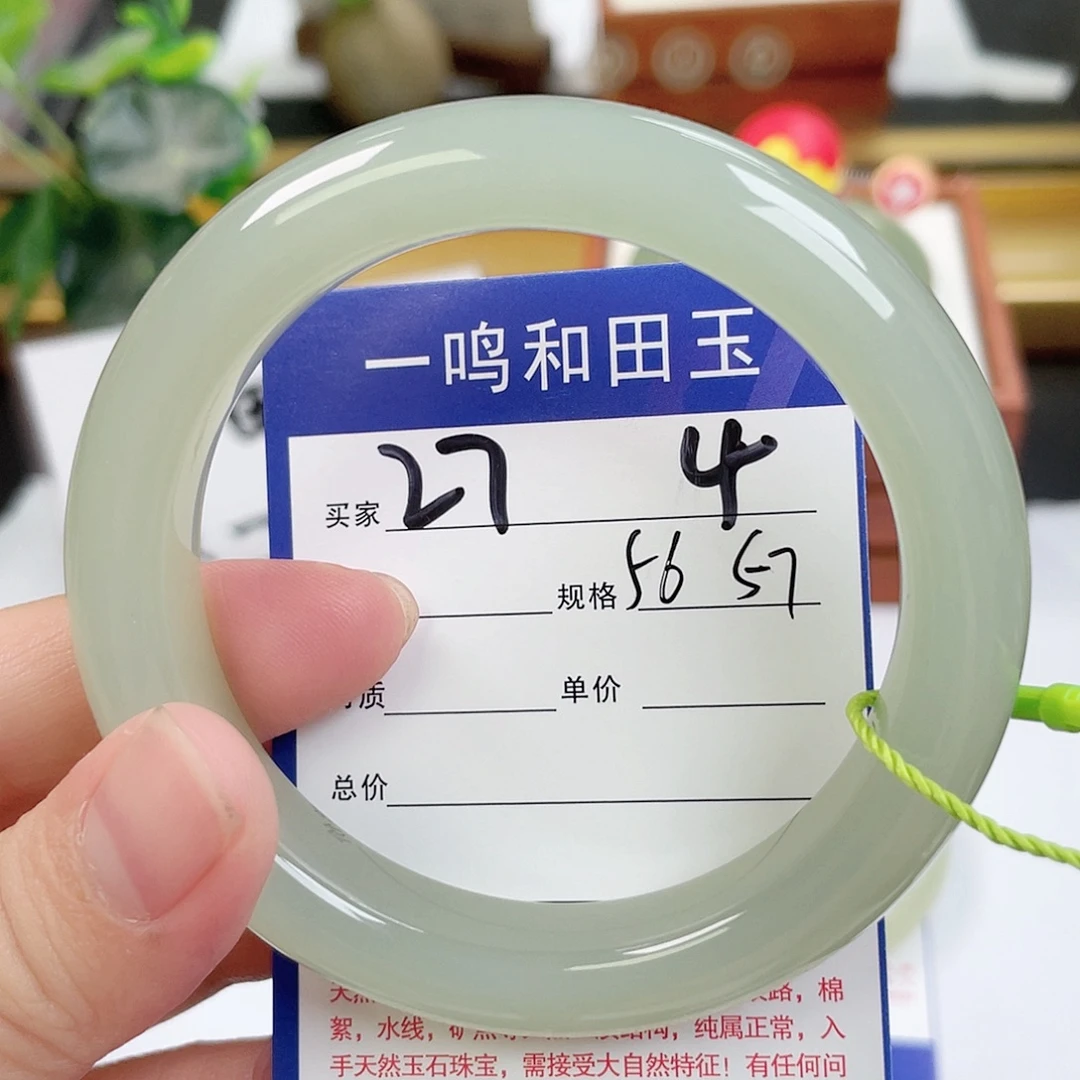 一鸣和田玉
买家 27 4
规格 56 57
质 单价
总价
路，棉
絮，水线，纯属正常，入
手天然玉石珠宝，需接受大自然特征！有任何问